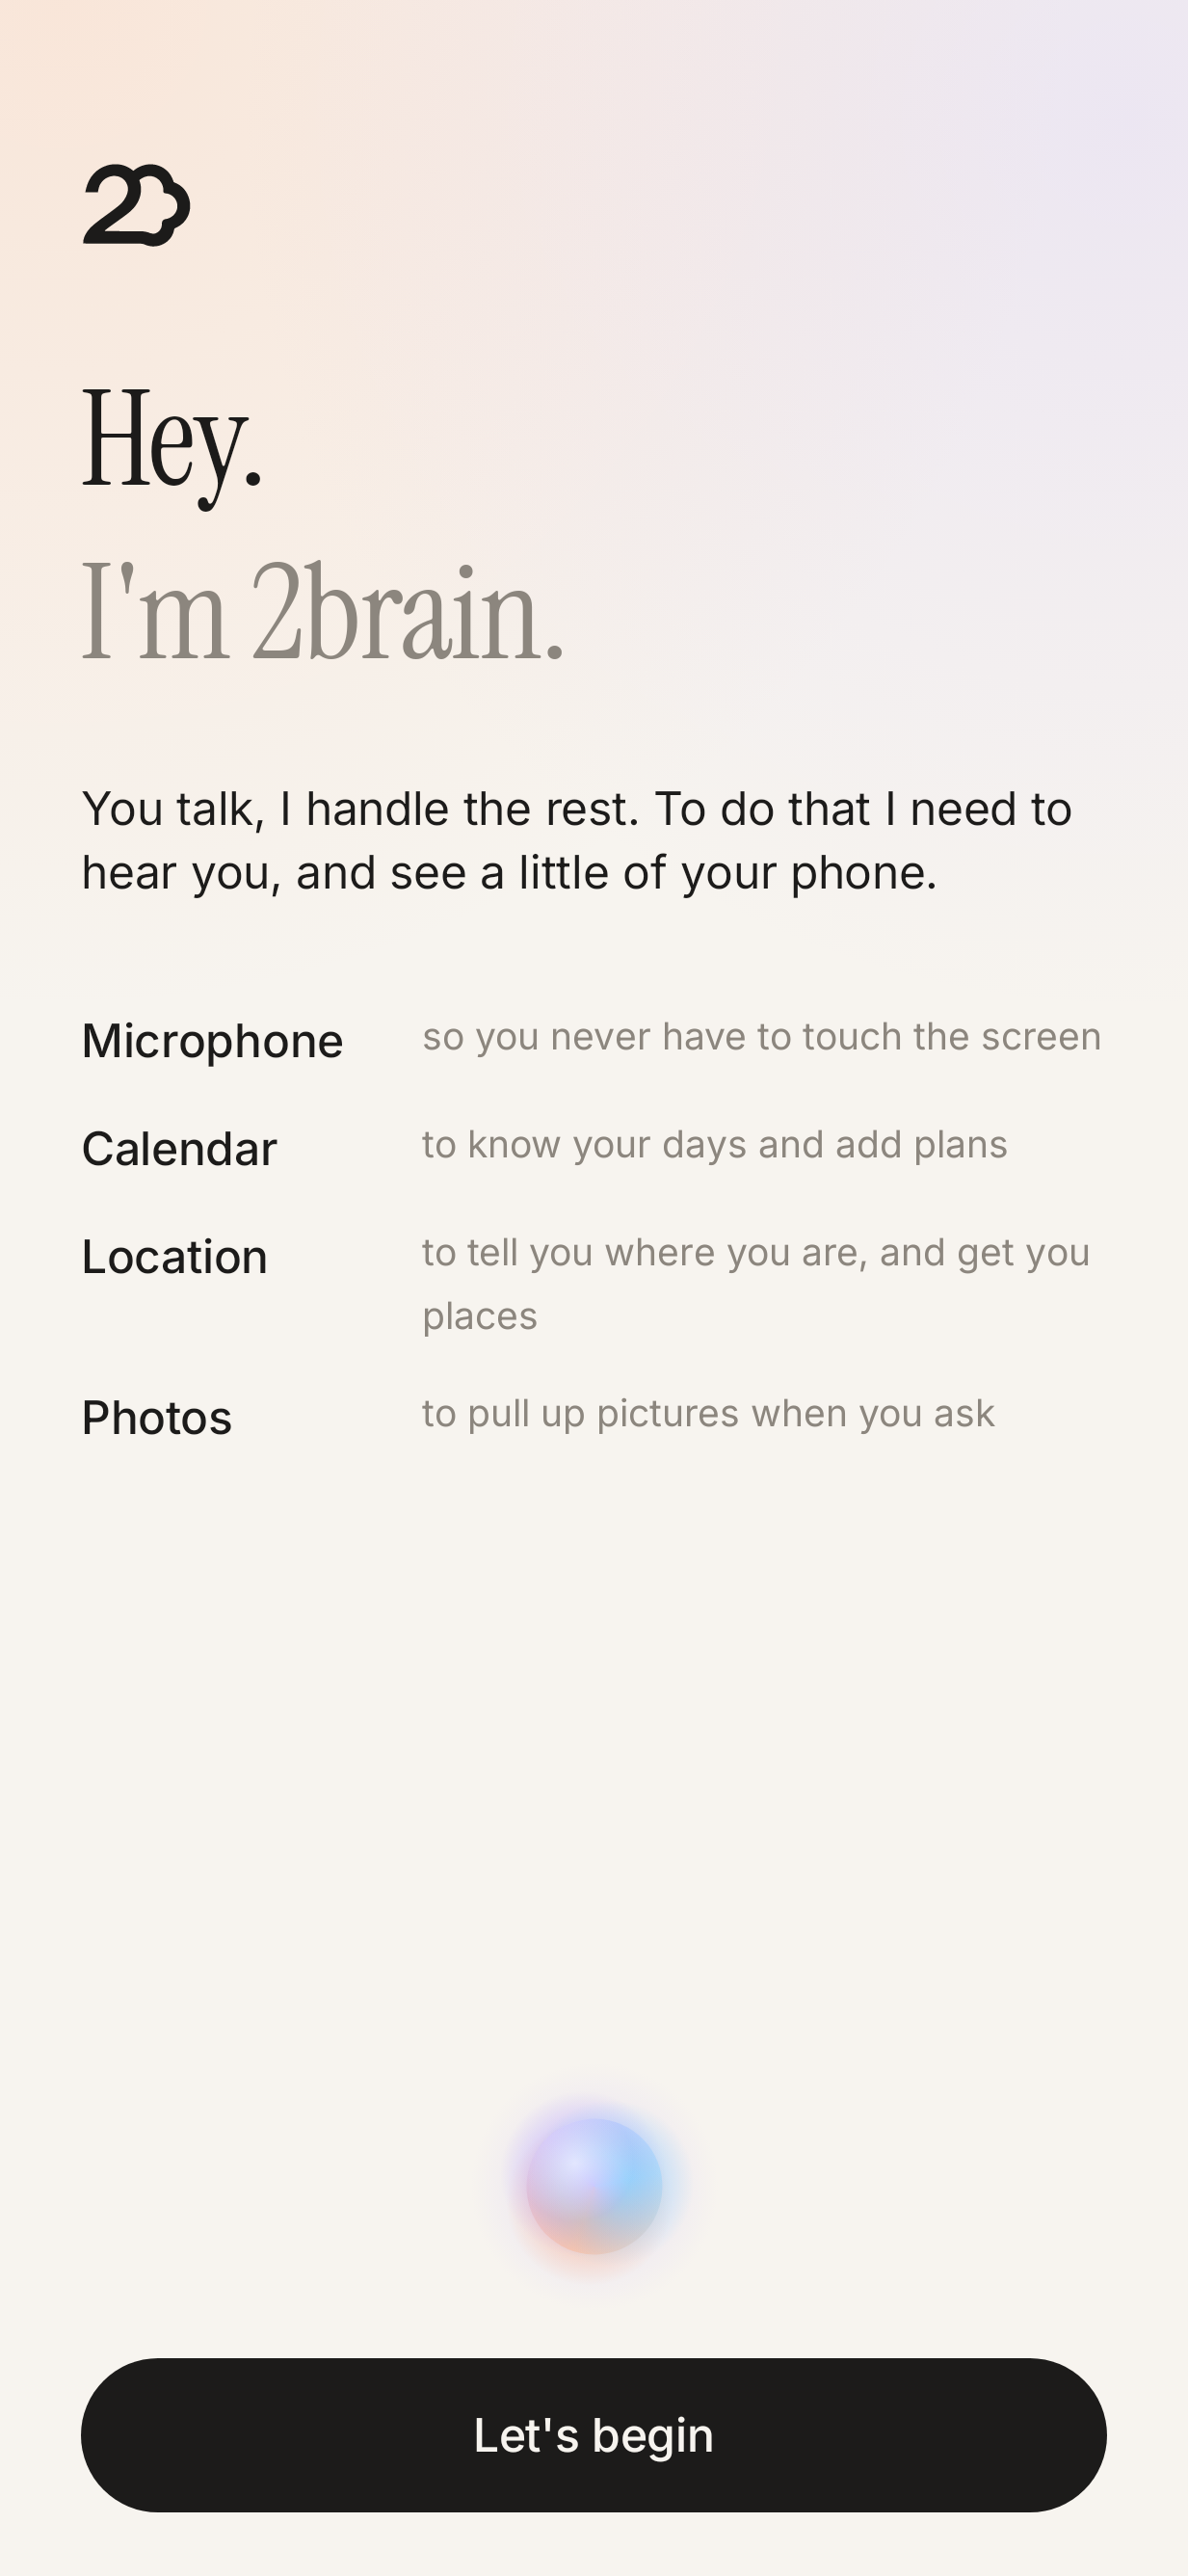 2
Hey.
I'm 2brain.
You talk, I handle the rest. To do that I need to
hear you, and see a little of your phone.
Microphone so you never have to touch the screen
Calendar to know your days and add plans
Location to tell you where you are, and get you
places
Photos to pull up pictures when you ask
Let's begin